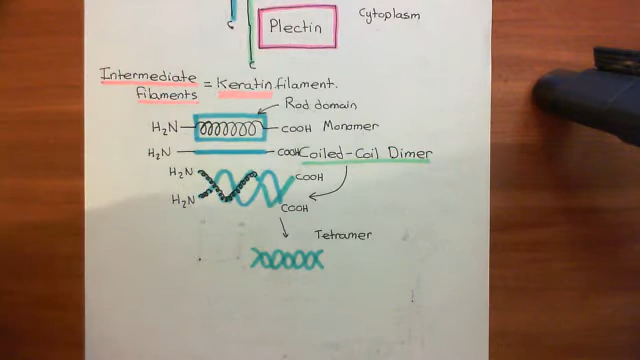 Cytoplasm
Plectin
c
c
Intermediate filaments = Keratin filament.
Rod domain
H₂N COOH Monomer
H₂N COOH Coiled-Coil Dimer
H₂N COOH
H₂N COOH
Tetramer